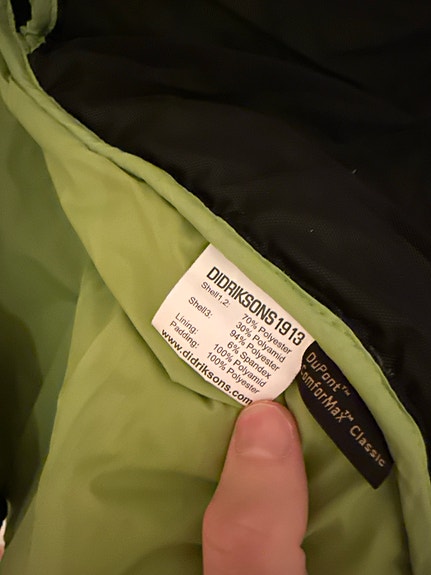 DIDRIKSONS1913
Shell1,2: 70% Polyester
30% Polyamid
Shell3: 94% Polyester
6% Spandex
Lining: 100% Polyamid
Padding: 100% Polyester
www.didriksons.com
DuPont™
ComforMax™ Classic